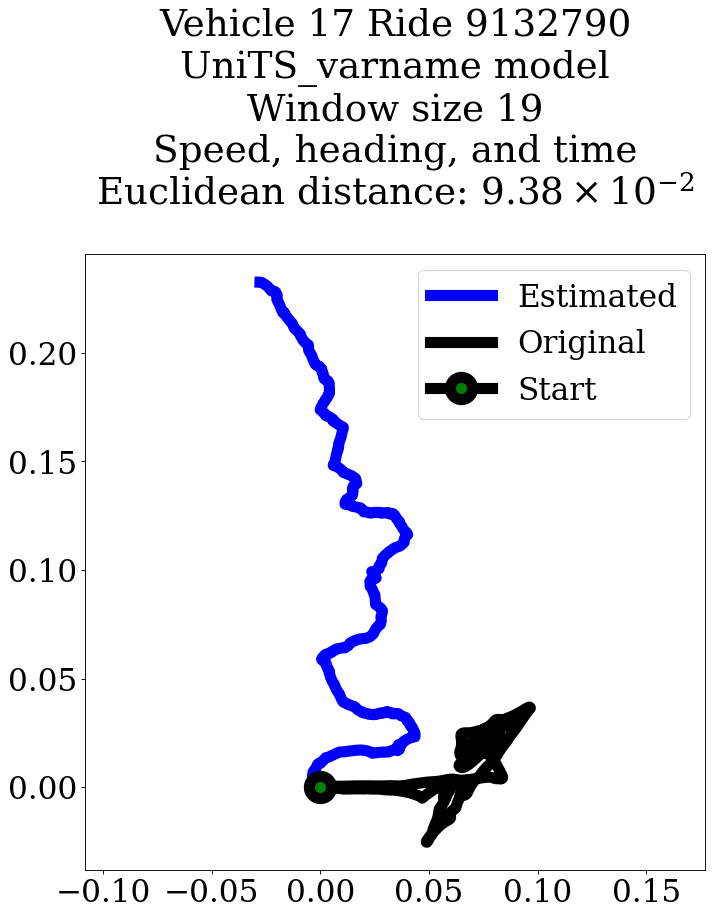 Vehicle 17 Ride 9132790
UniTS_varname model
Window size 19
Speed, heading, and time
Euclidean distance: 9.38 × 10⁻²
Estimated
Original
Start
0.20
0.15
0.10
0.05
0.00
−0.10 −0.05 0.00 0.05 0.10 0.15